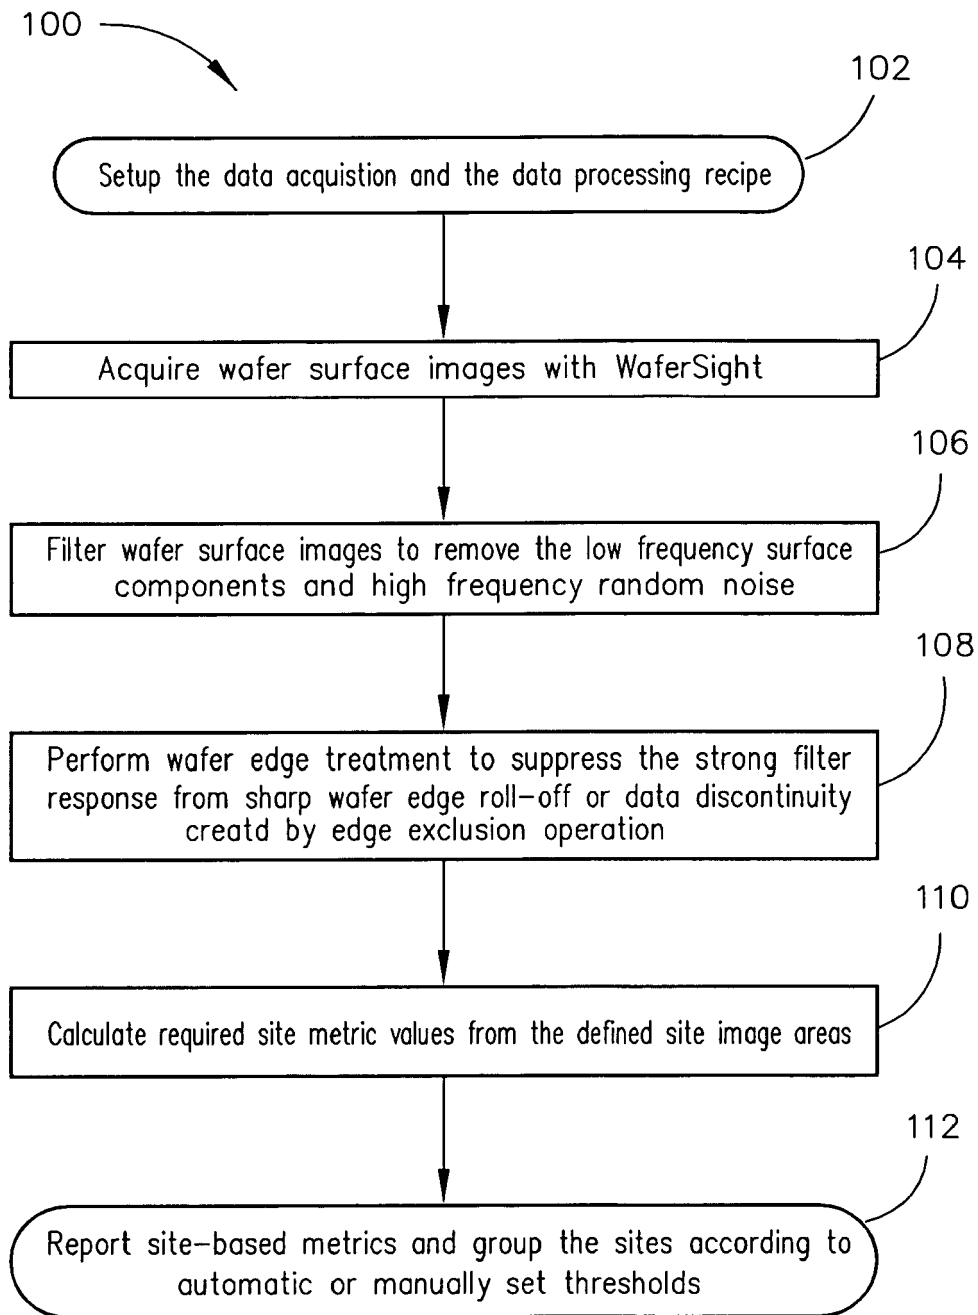 100
102
Setup the data acquistion and the data processing recipe
104
Acquire wafer surface images with WaferSight
106
Filter wafer surface images to remove the low frequency surface
components and high frequency random noise
108
Perform wafer edge treatment to suppress the strong filter
response from sharp wafer edge roll-off or data discontinuity
creatd by edge exclusion operation
110
Calculate required site metric values from the defined site image areas
112
Report site-based metrics and group the sites according to
automatic or manually set thresholds